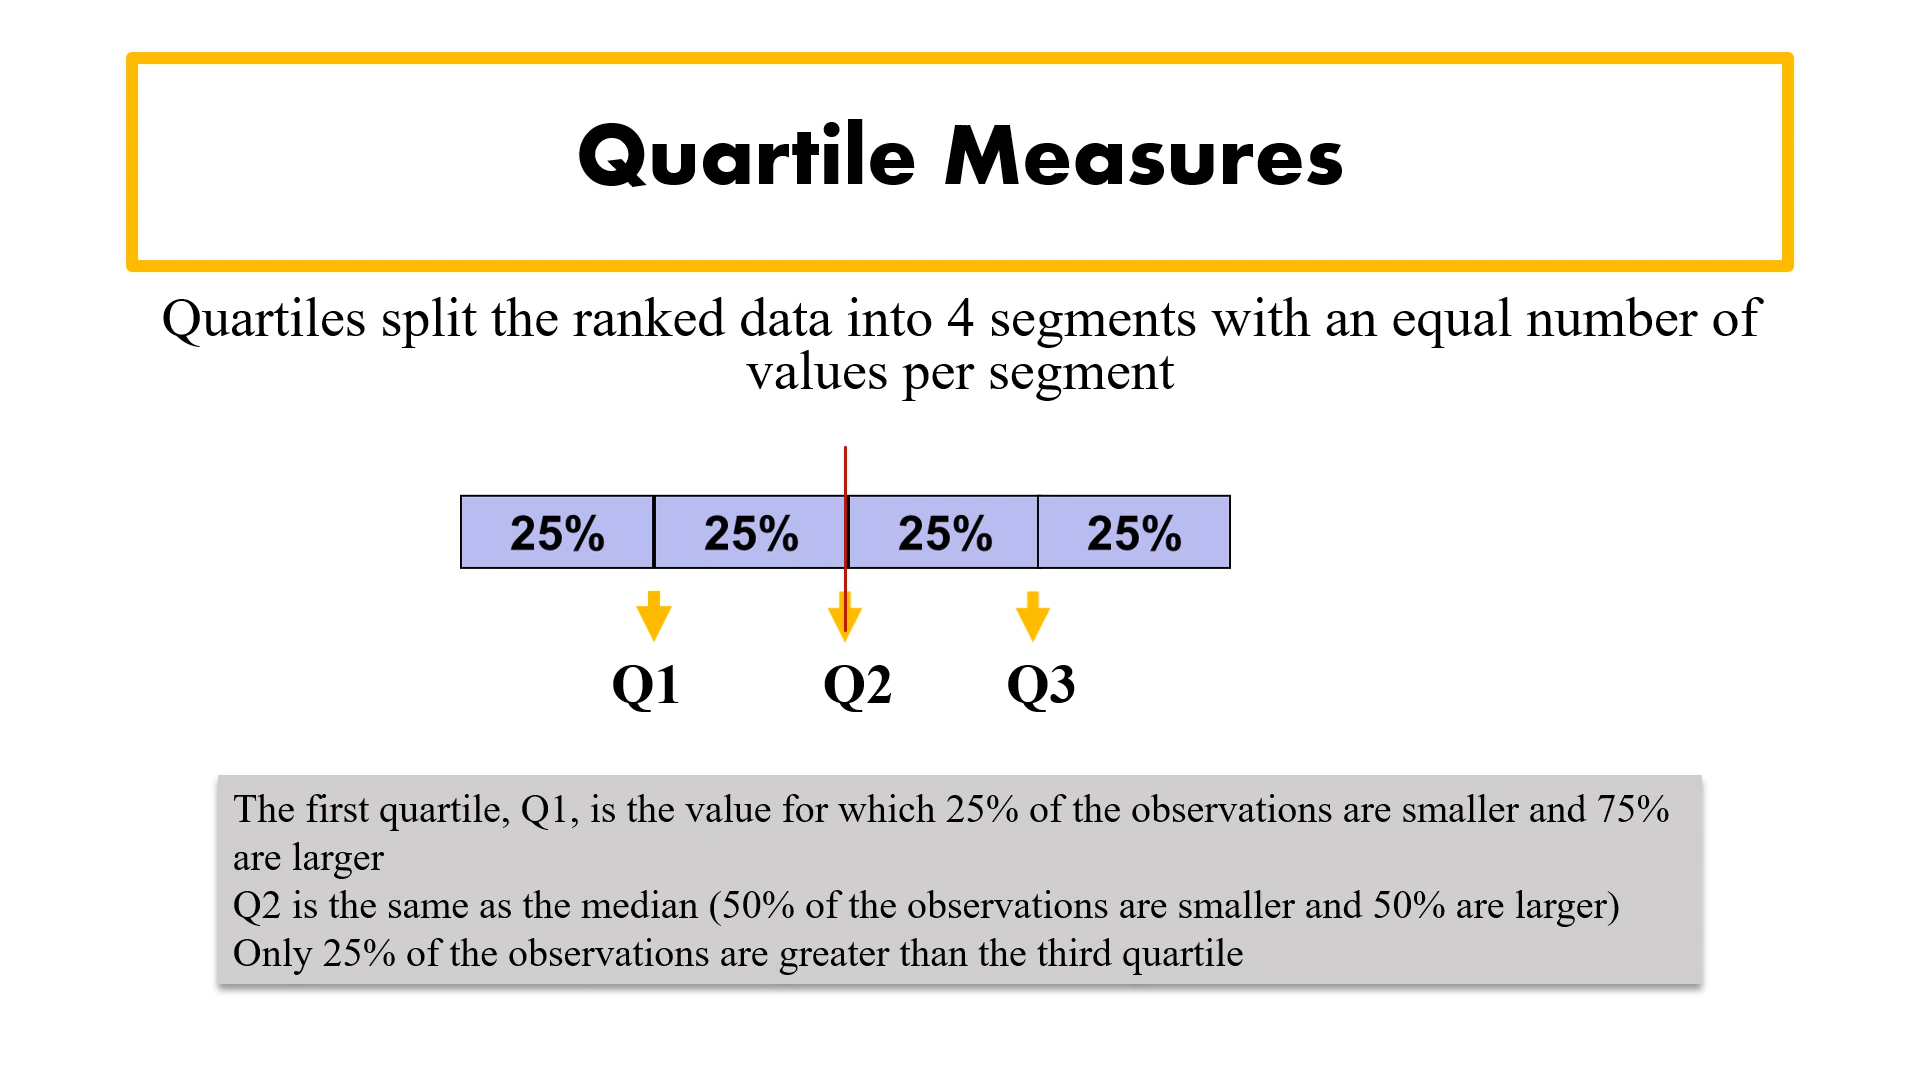 Quartile Measures
Quartiles split the ranked data into 4 segments with an equal number of
values per segment
25% 25% 25% 25%
Q1 Q2 Q3
The first quartile, Q1, is the value for which 25% of the observations are smaller and 75%
are larger
Q2 is the same as the median (50% of the observations are smaller and 50% are larger)
Only 25% of the observations are greater than the third quartile